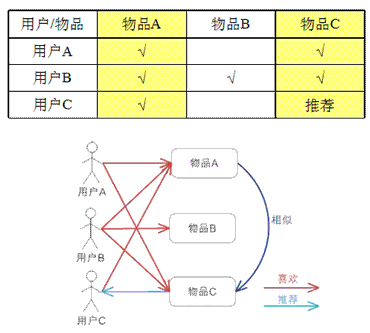 用户/物品 物品A 物品B 物品C
用户A √ √
用户B √ √ √
用户C √ 推荐
用户A
物品A
相似
用户B
物品B
喜欢
用户C
物品C
推荐